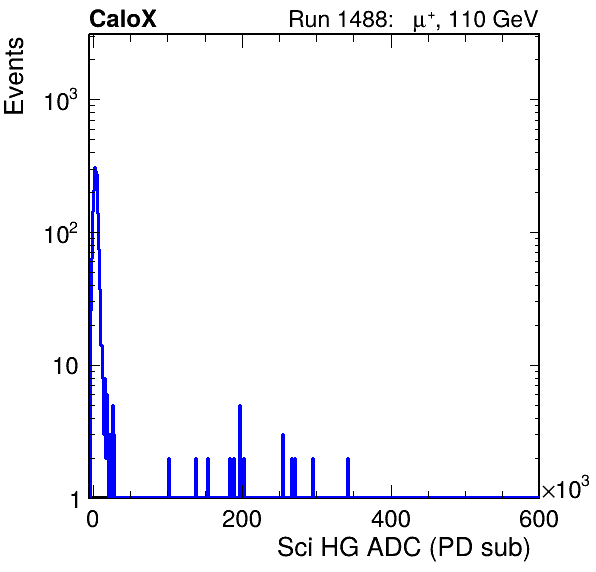 CaloX Run 1488: μ⁺, 110 GeV
Events
10³
10²
10
1
0 200 400 600
×10³
Sci HG ADC (PD sub)